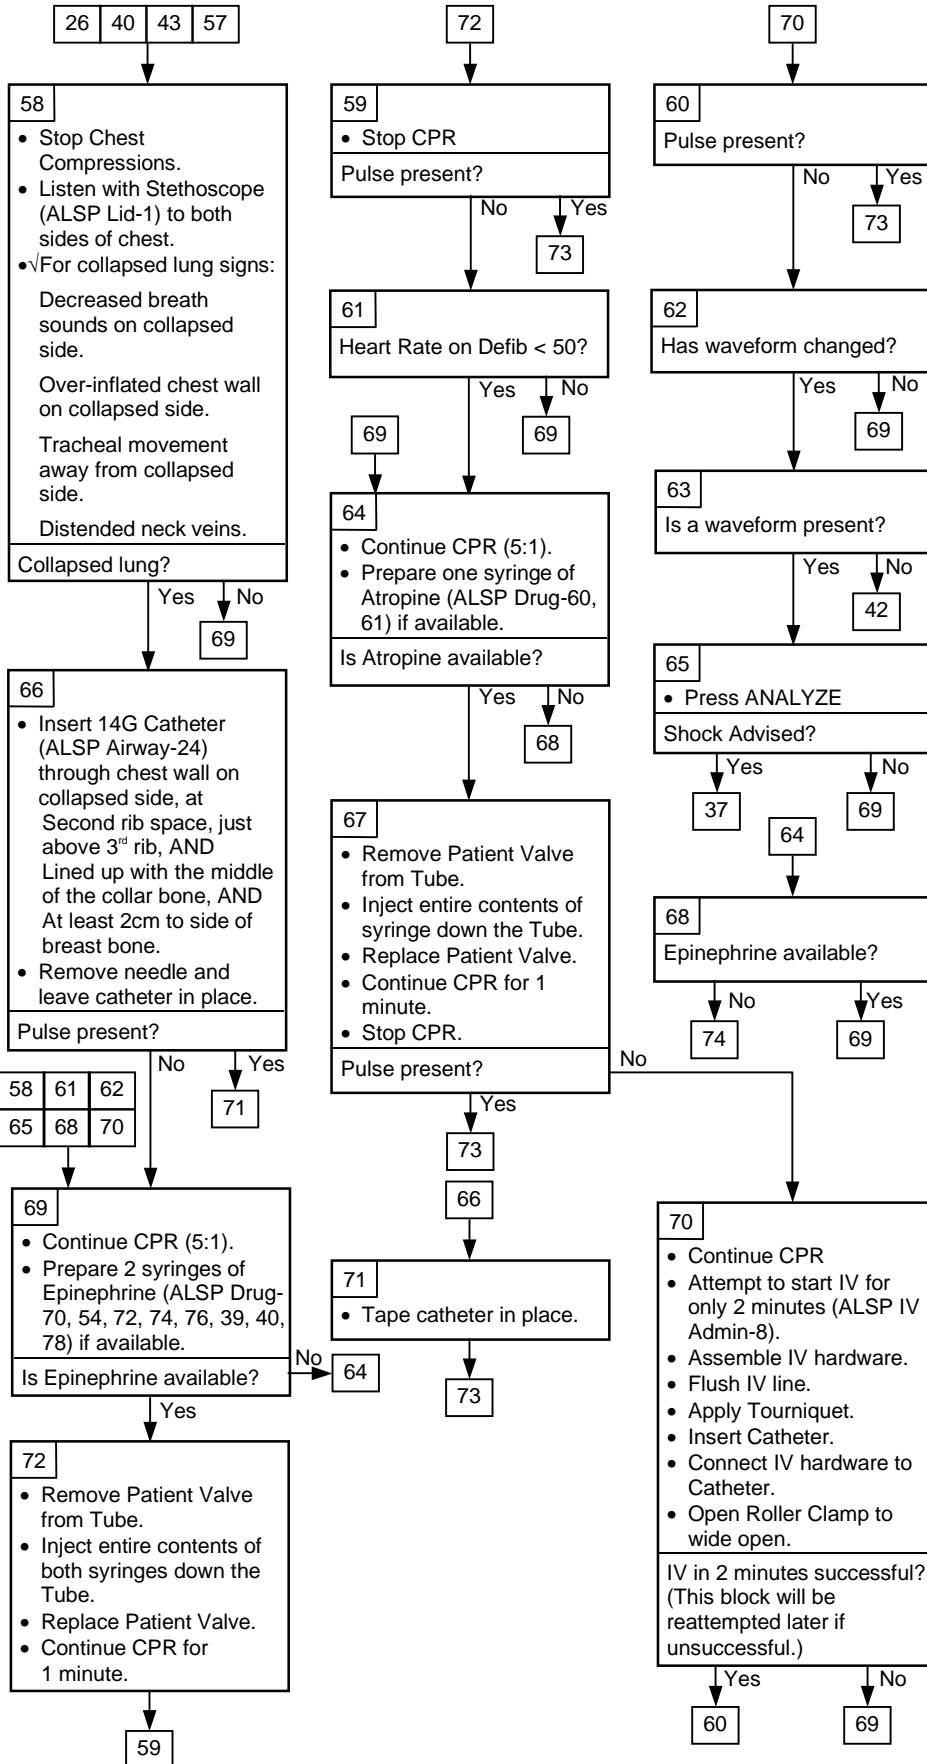 26 40 43 57
58
• Stop Chest
Compressions.
• Listen with Stethoscope
(ALSP Lid-1) to both
sides of chest.
•√For collapsed lung signs:
Decreased breath
sounds on collapsed
side.
Over-inflated chest wall
on collapsed side.
Tracheal movement
away from collapsed
side.
Distended neck veins.
Collapsed lung?
Yes
No
69
66
• Insert 14G Catheter
(ALSP Airway-24)
through chest wall on
collapsed side, at
Second rib space, just
above 3rd rib, AND
Lined up with the middle
of the collar bone, AND
At least 2cm to side of
breast bone.
• Remove needle and
leave catheter in place.
Pulse present?
No
Yes
71
58 61 62
65 68 70
69
• Continue CPR (5:1).
• Prepare 2 syringes of
Epinephrine (ALSP Drug-
70, 54, 72, 74, 76, 39, 40,
78) if available.
Is Epinephrine available?
No
64
Yes
72
• Remove Patient Valve
from Tube.
• Inject entire contents of
both syringes down the
Tube.
• Replace Patient Valve.
• Continue CPR for
1 minute.
59
72
59
• Stop CPR
Pulse present?
No
Yes
73
61
Heart Rate on Defib < 50?
Yes
No
69
69
64
• Continue CPR (5:1).
• Prepare one syringe of
Atropine (ALSP Drug-60,
61) if available.
Is Atropine available?
Yes
No
68
67
• Remove Patient Valve
from Tube.
• Inject entire contents of
syringe down the Tube.
• Replace Patient Valve.
• Continue CPR for 1
minute.
• Stop CPR.
Pulse present?
No
Yes
73
66
71
• Tape catheter in place.
73
70
60
Pulse present?
No
Yes
73
62
Has waveform changed?
Yes
No
69
63
Is a waveform present?
Yes
No
42
65
• Press ANALYZE
Shock Advised?
Yes
No
37
69
64
68
Epinephrine available?
No
Yes
74
69
70
• Continue CPR
• Attempt to start IV for
only 2 minutes (ALSP IV
Admin-8).
• Assemble IV hardware.
• Flush IV line.
• Apply Tourniquet.
• Insert Catheter.
• Connect IV hardware to
Catheter.
• Open Roller Clamp to
wide open.
IV in 2 minutes successful?
(This block will be
reattempted later if
unsuccessful.)
Yes
No
60
69